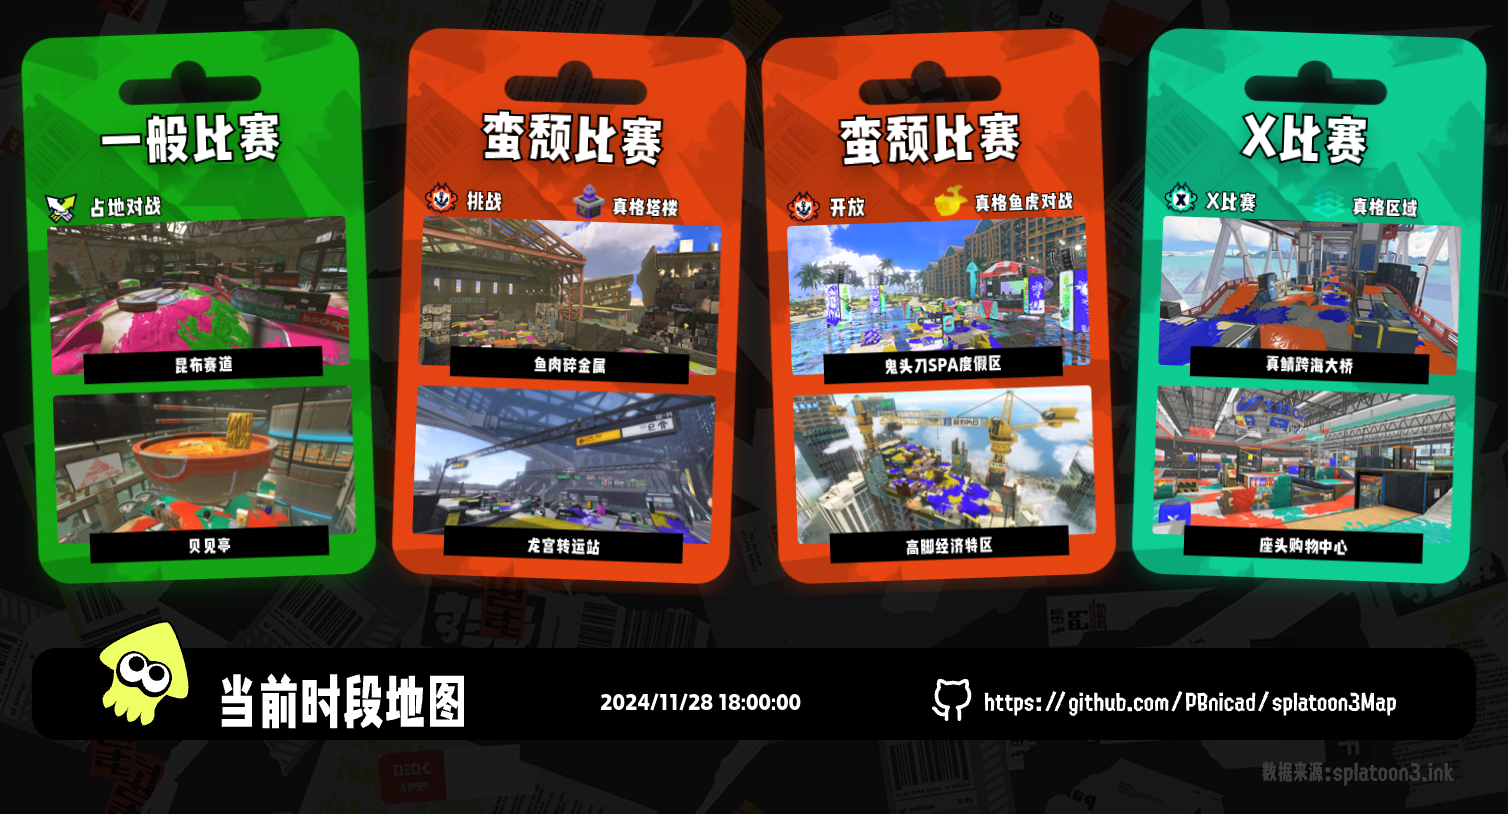 一般比赛
占地对战
昆布赛道
贝见亭
蛮颓比赛
挑战
真格塔楼
鱼肉碎金属
龙宫转运站
蛮颓比赛
开放
真格鱼虎对战
鬼头刀SPA度假区
高脚经济特区
X比赛
X比赛
真格区域
真鲭跨海大桥
座头购物中心
当前时段地图
2024/11/28 18:00:00
https://github.com/PBnicad/splatoon3Map
数据来源:splatoon3.ink